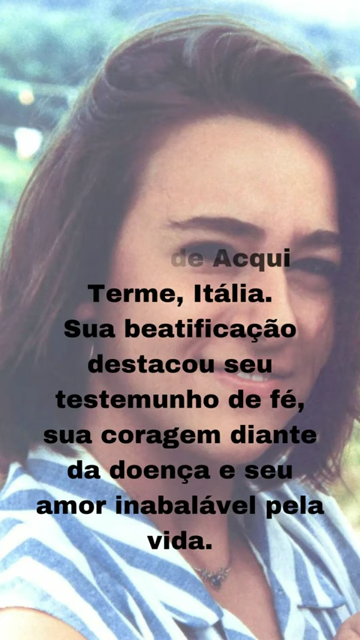 de Acqui
Terme, Itália.
Sua beatificação
destacou seu
testemunho de fé,
sua coragem diante
da doença e seu
amor inabalável pela
vida.